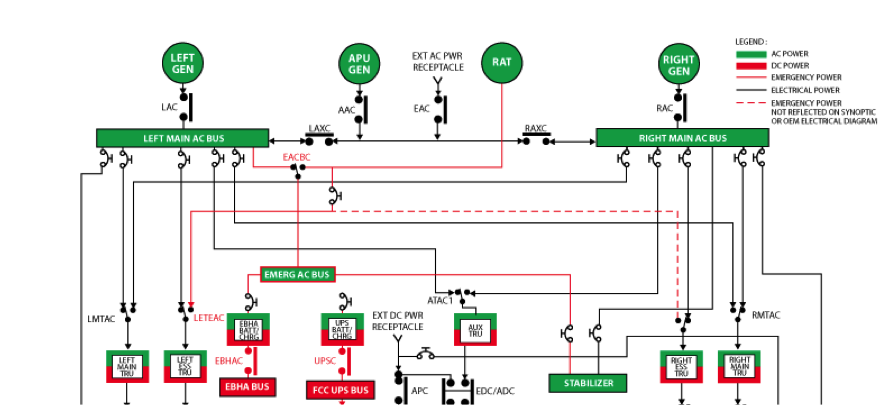 LEGEND :
AC POWER
DC POWER
EMERGENCY POWER
ELECTRICAL POWER
EMERGENCY POWER
NOT REFLECTED ON SYNOPTIC
OR OEM ELECTRICAL DIAGRAM
LEFT
GEN
APU
GEN
EXT AC PWR
RECEPTACLE
RAT
RIGHT
GEN
LAC
AAC
EAC
RAC
LAXC
RAXC
LEFT MAIN AC BUS
RIGHT MAIN AC BUS
EACBC
EMERG AC BUS
ATAC1
LMTAC
LETEAC
EXT DC PWR
RECEPTACLE
RMTAC
EBHA
BATT/
CHRG
UPS
BATT/
CHRG
AUX
TRU
LEFT
MAIN
TRU
LEFT
ESS
TRU
EBHAC
UPSC
RIGHT
ESS
TRU
RIGHT
MAIN
TRU
EBHA BUS
FCC UPS BUS
APC
EDC/ADC
STABILIZER